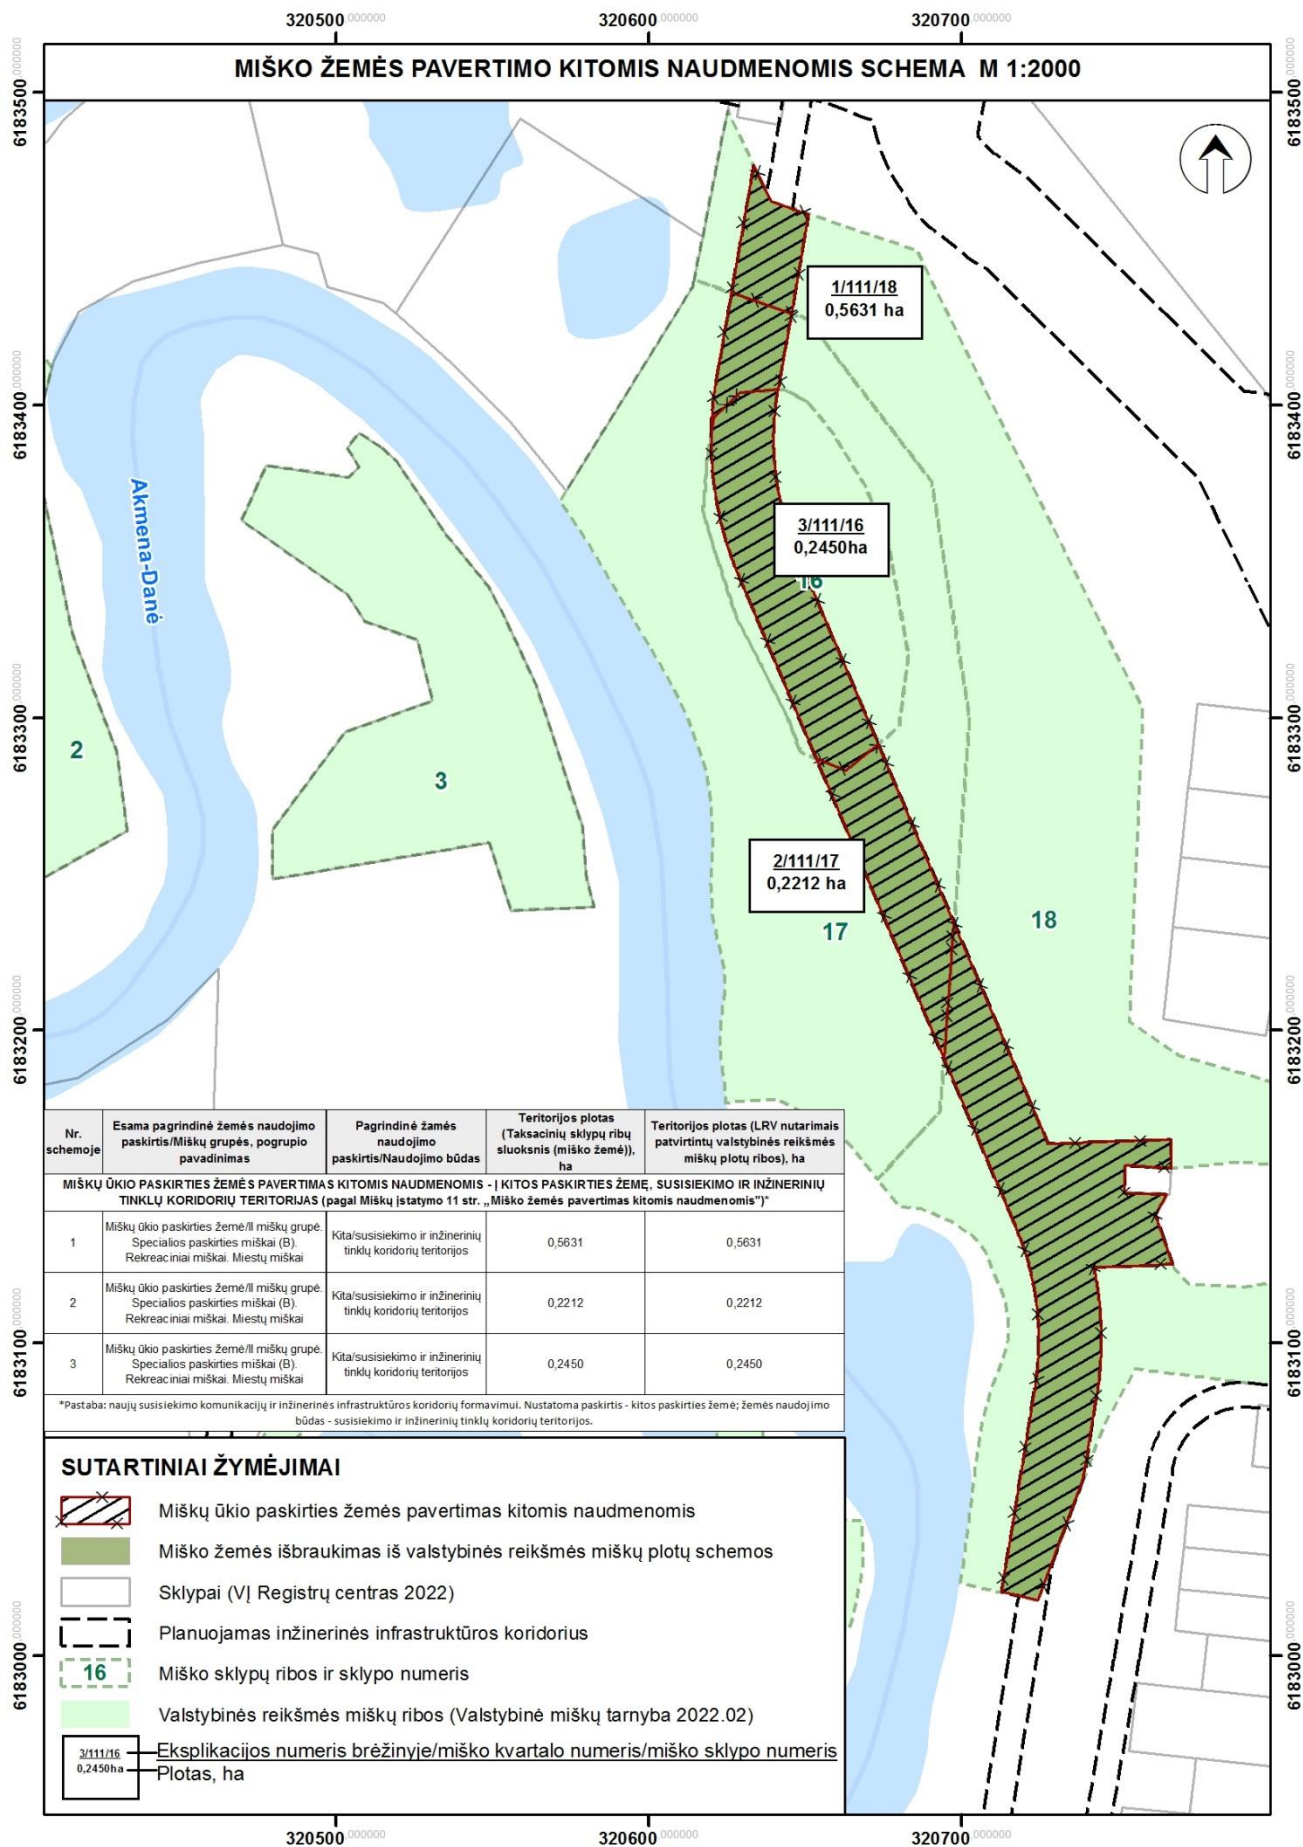 320500,000000 320600,000000 320700,000000
MIŠKO ŽEMĖS PAVERTIMO KITOMIS NAUDMENOMIS SCHEMA M 1:2000
6183500,000000 6183500,000000
1/111/18
0,5631 ha
6183400,000000 6183400,000000
Akmena-Danė
3/111/16
0,2450ha
16
6183300,000000 6183300,000000
2
3
2/111/17
0,2212 ha
17
18
6183200,000000 6183200,000000
Nr.
schemoje
Esama pagrindinė žemės naudojimo
paskirtis/Miškų grupės, pogrupio
pavadinimas
Pagrindinė žamės
naudojimo
paskirtis/Naudojimo būdas
Teritorijos plotas
(Taksacinių sklypų ribų
sluoksnis (miško žemė)),
ha
Teritorijos plotas (LRV nutarimais
patvirtintų valstybinės reikšmės
miškų plotų ribos), ha
MIŠKŲ ŪKIO PASKIRTIES ŽEMĖS PAVERTIMAS KITOMIS NAUDMENOMIS - Į KITOS PASKIRTIES ŽEMĘ, SUSISIEKIMO IR INŽINERINIŲ
TINKLŲ KORIDORIŲ TERITORIJAS (pagal Miškų įstatymo 11 str. „Miško žemės pavertimas kitomis naudmenomis")*
1
Miškų ūkio paskirties žemė/II miškų grupė.
Specialios paskirties miškai (B).
Rekreaciniai miškai. Miestų miškai
Kita/susisiekimo ir inžinerinių
tinklų koridorių teritorijos
0,5631
0,5631
2
Miškų ūkio paskirties žemė/II miškų grupė.
Specialios paskirties miškai (B).
Rekreaciniai miškai. Miestų miškai
Kita/susisiekimo ir inžinerinių
tinklų koridorių teritorijos
0,2212
0,2212
3
Miškų ūkio paskirties žemė/II miškų grupė.
Specialios paskirties miškai (B).
Rekreaciniai miškai. Miestų miškai
Kita/susisiekimo ir inžinerinių
tinklų koridorių teritorijos
0,2450
0,2450
*Pastaba: naujų susisiekimo komunikacijų ir inžinerinės infrastruktūros koridorių formavimui. Nustatoma paskirtis - kitos paskirties žemė; žemės naudojimo
būdas - susisiekimo ir inžinerinių tinklų koridorių teritorijos.
6183100,000000 6183100,000000
SUTARTINIAI ŽYMĖJIMAI
Miškų ūkio paskirties žemės pavertimas kitomis naudmenomis
Miško žemės išbraukimas iš valstybinės reikšmės miškų plotų schemos
Sklypai (VĮ Registrų centras 2022)
Planuojamas inžinerinės infrastruktūros koridorius
16 Miško sklypų ribos ir sklypo numeris
Valstybinės reikšmės miškų ribos (Valstybinė miškų tarnyba 2022.02)
3/111/16 Eksplikacijos numeris brėžinyje/miško kvartalo numeris/miško sklypo numeris
0,2450ha Plotas, ha
6183000,000000 6183000,000000
320500,000000 320600,000000 320700,000000